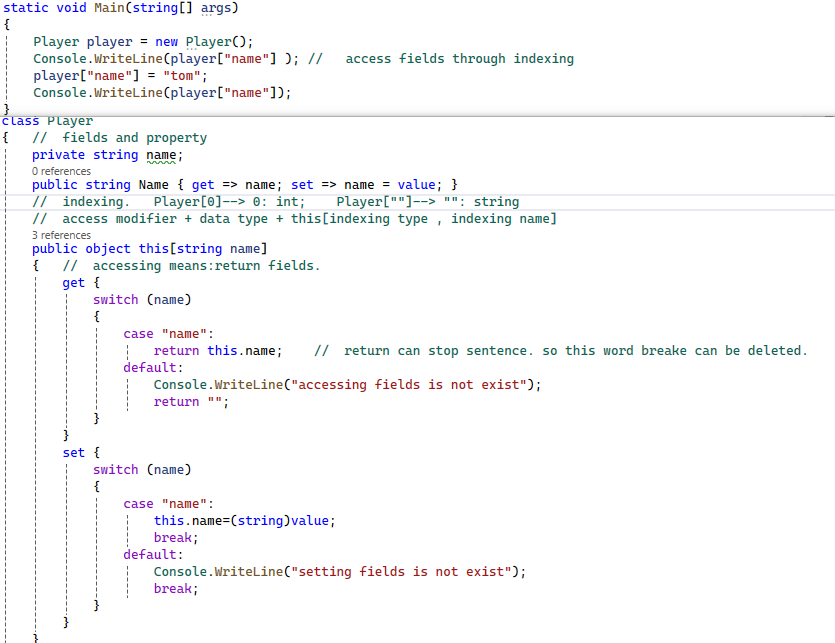 static void Main(string[] args)
{
Player player = new Player();
Console.WriteLine(player["name"] ); //   access fields through indexing
player["name"] = "tom";
Console.WriteLine(player["name"]);
}
class Player
{   //  fields and property
private string name;
0 references
public string Name { get => name; set => name = value; }
//  indexing.   Player[0]--> 0: int;    Player[""]--> "": string
//  access modifier + data type + this[indexing type , indexing name]
3 references
public object this[string name]
{   //  accessing means:return fields.
get {
switch (name)
{
case "name":
return this.name;    //  return can stop sentence. so this word breake can be deleted.
default:
Console.WriteLine("accessing fields is not exist");
return "";
}
}
set {
switch (name)
{
case "name":
this.name=(string)value;
break;
default:
Console.WriteLine("setting fields is not exist");
break;
}
}
}